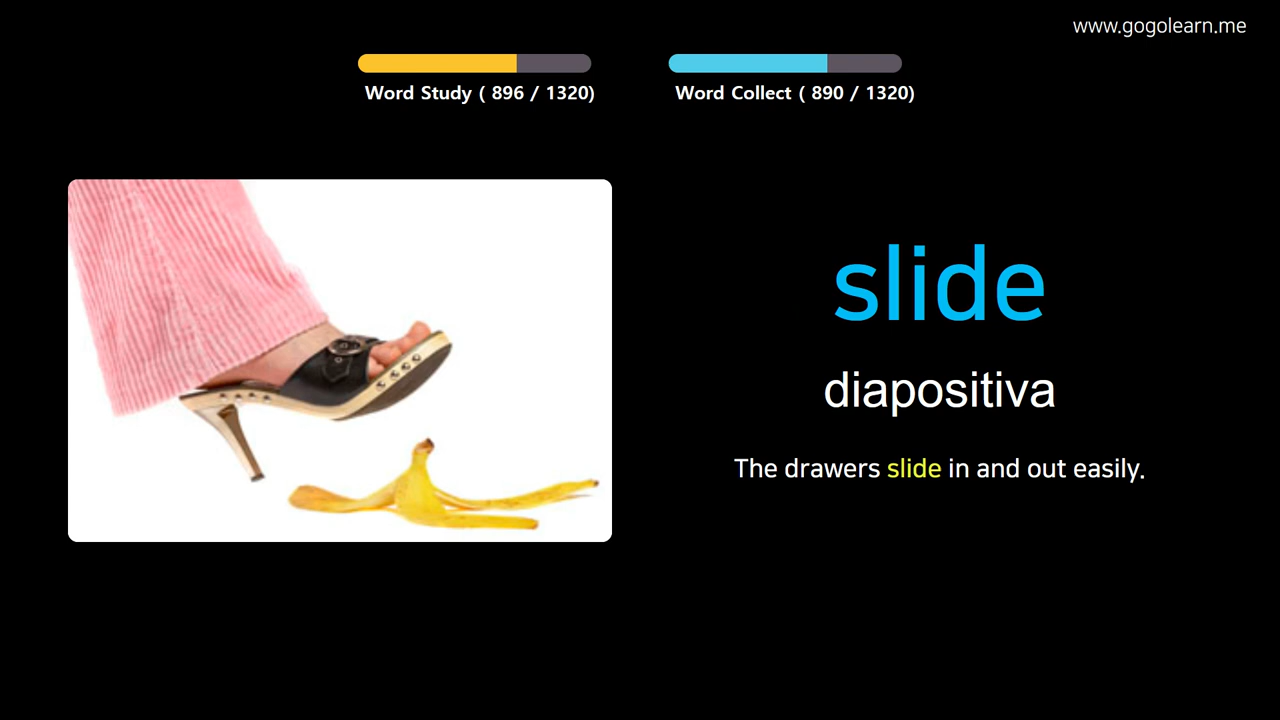 www.gogolearn.me
Word Study ( 896 / 1320)
Word Collect ( 890 / 1320)
slide
diapositiva
The drawers slide in and out easily.